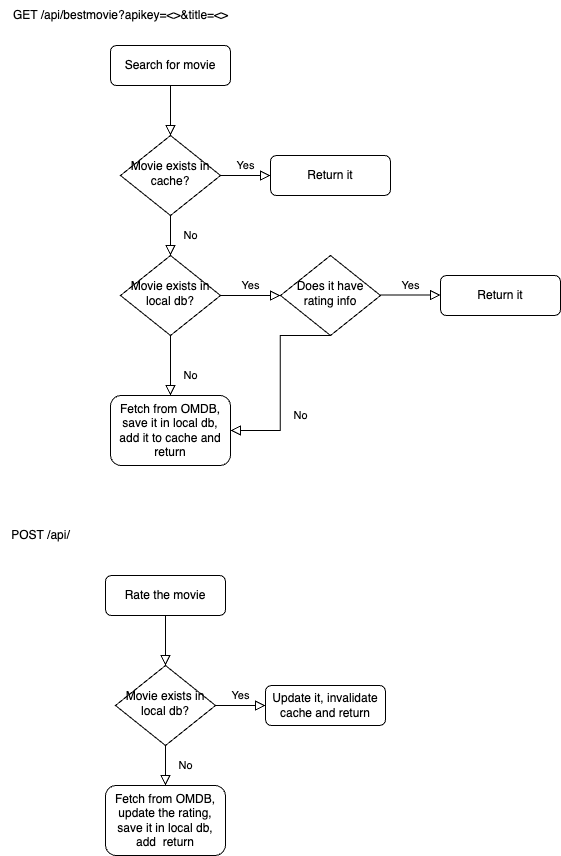 GET /api/bestmovie?apikey=<>&title=<>
Search for movie
Movie exists in
cache?
Yes
Return it
No
Movie exists in
local db?
Yes
Does it have
rating info
Yes
Return it
No
Fetch from OMDB,
save it in local db,
add it to cache and
return
No
POST /api/
Rate the movie
Movie exists in
local db?
Yes
Update it, invalidate
cache and return
No
Fetch from OMDB,
update the rating,
save it in local db,
add  return